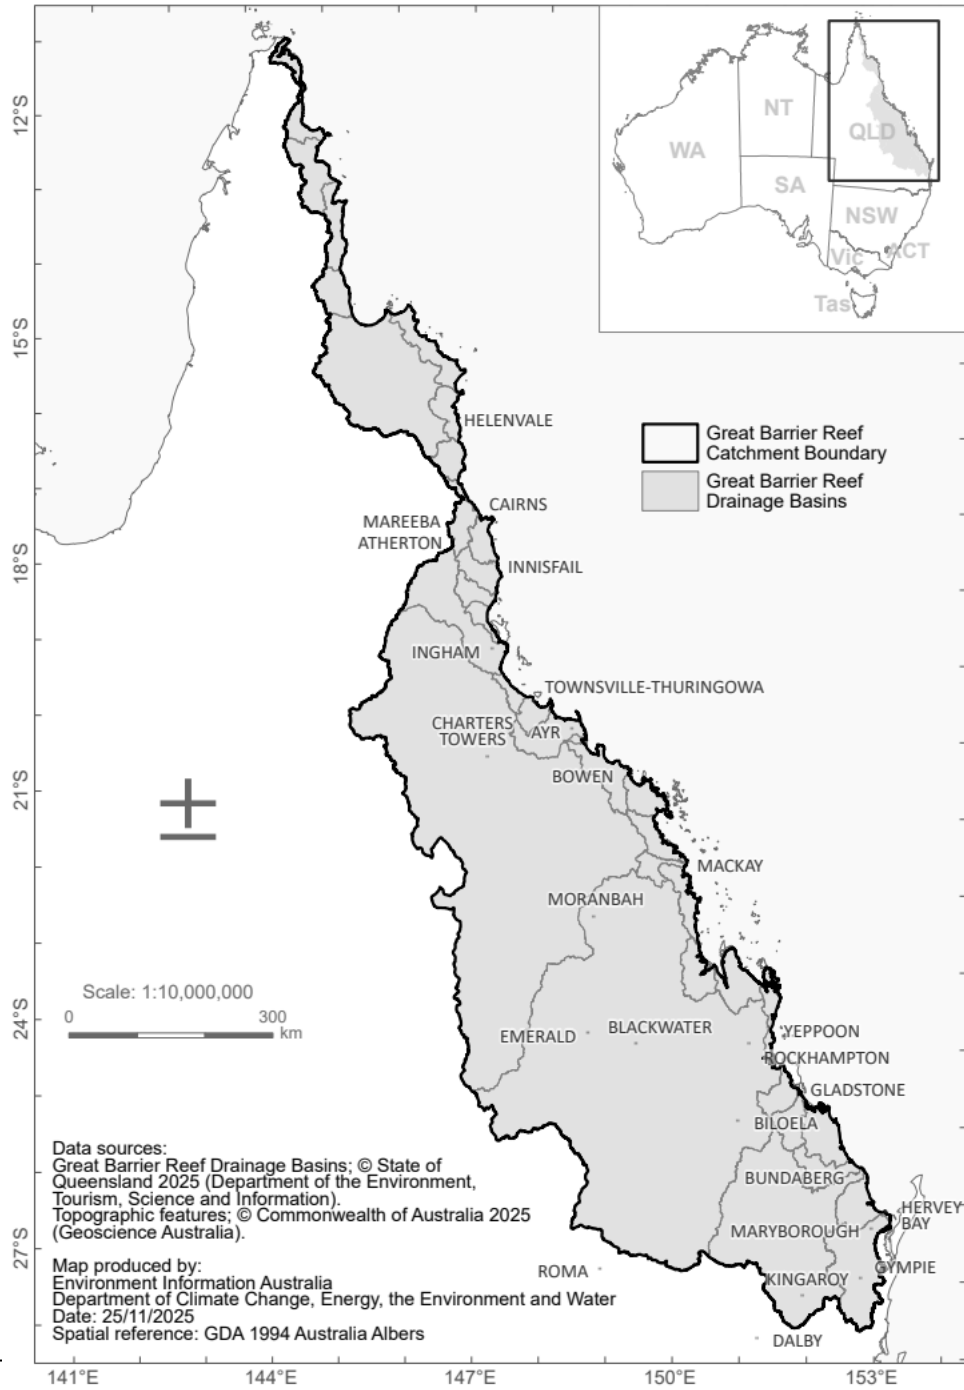 12°S
15°S
18°S
21°S
24°S
27°S
141°E
144°E
147°E
150°E
153°E
WA
NT
SA
QLD
NSW
ACT
Vic
Tas
Great Barrier Reef
Catchment Boundary
Great Barrier Reef
Drainage Basins
HELENVALE
CAIRNS
MAREEBA
ATHERTON
INNISFAIL
INGHAM
TOWNSVILLE-THURINGOWA
CHARTERS
TOWERS
AYR
BOWEN
MACKAY
MORANBAH
EMERALD
BLACKWATER
YEPPOON
ROCKHAMPTON
GLADSTONE
BILOELA
BUNDABERG
HERVEY
BAY
MARYBOROUGH
GYMPIE
KINGAROY
ROMA
DALBY
Scale: 1:10,000,000
0 300
km
Data sources:
Great Barrier Reef Drainage Basins; © State of
Queensland 2025 (Department of the Environment,
Tourism, Science and Information).
Topographic features; © Commonwealth of Australia 2025
(Geoscience Australia).
Map produced by:
Environment Information Australia
Department of Climate Change, Energy, the Environment and Water
Date: 25/11/2025
Spatial reference: GDA 1994 Australia Albers